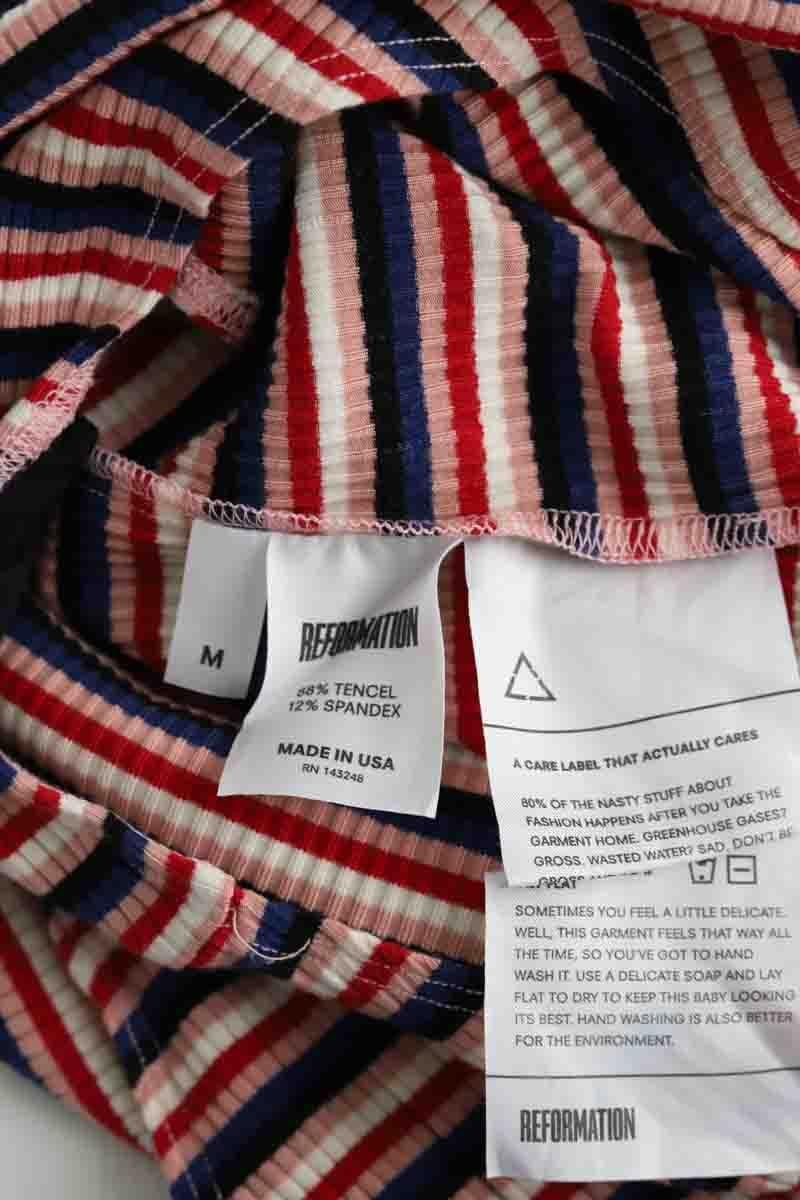 M
REFORMATION
88% TENCEL
12% SPANDEX
MADE IN USA
RN 143248
A CARE LABEL THAT ACTUALLY CARES
80% OF THE NASTY STUFF ABOUT
FASHION HAPPENS AFTER YOU TAKE THE
GARMENT HOME. GREENHOUSE GASES?
GROSS. WASTED WATER? SAD. DON'T BE
FLAT
SOMETIMES YOU FEEL A LITTLE DELICATE.
WELL, THIS GARMENT FEELS THAT WAY ALL
THE TIME, SO YOU'VE GOT TO HAND
WASH IT. USE A DELICATE SOAP AND LAY
FLAT TO DRY TO KEEP THIS BABY LOOKING
ITS BEST. HAND WASHING IS ALSO BETTER
FOR THE ENVIRONMENT.
REFORMATION